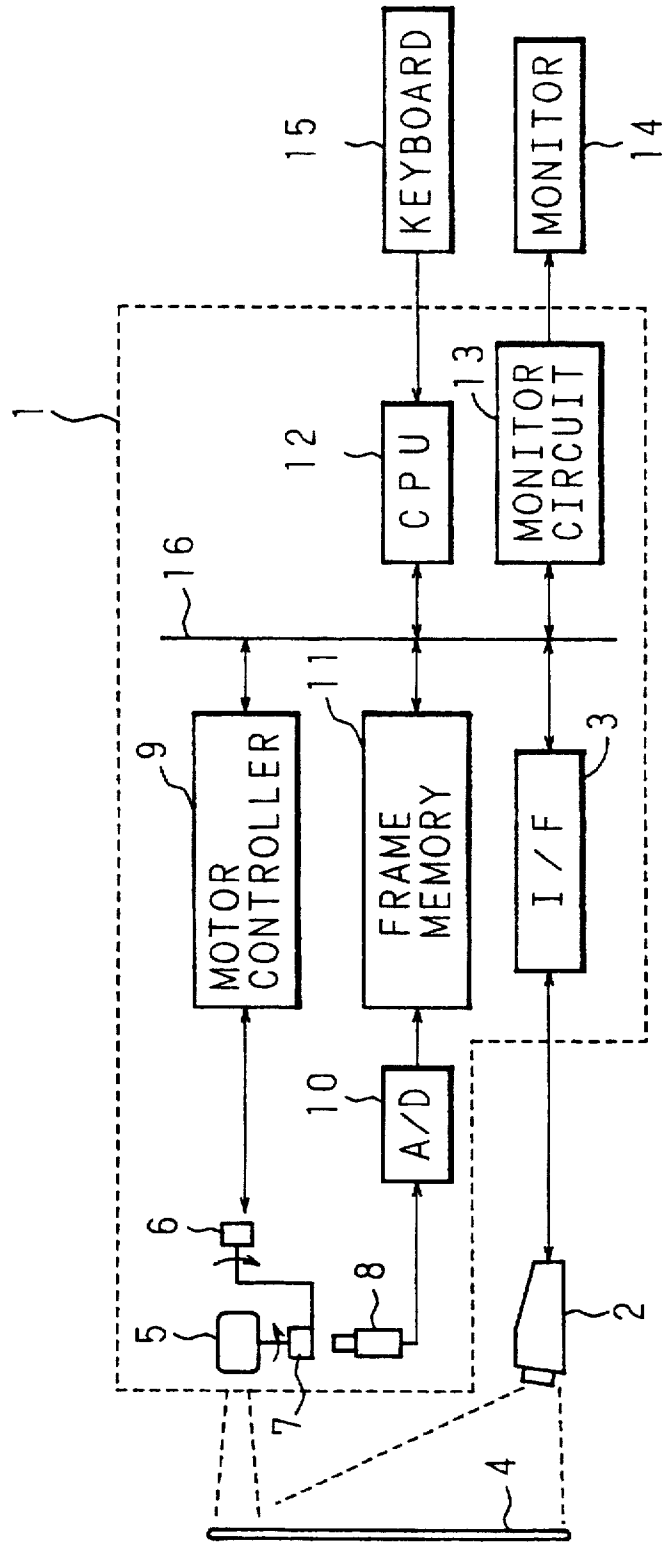 1
16
9
MOTOR
CONTROLLER
6
5
7
8
10
A/D
11
FRAME
MEMORY
12
CPU
15
KEYBOARD
13
MONITOR
CIRCUIT
MONITOR
14
I/F
3
2
4